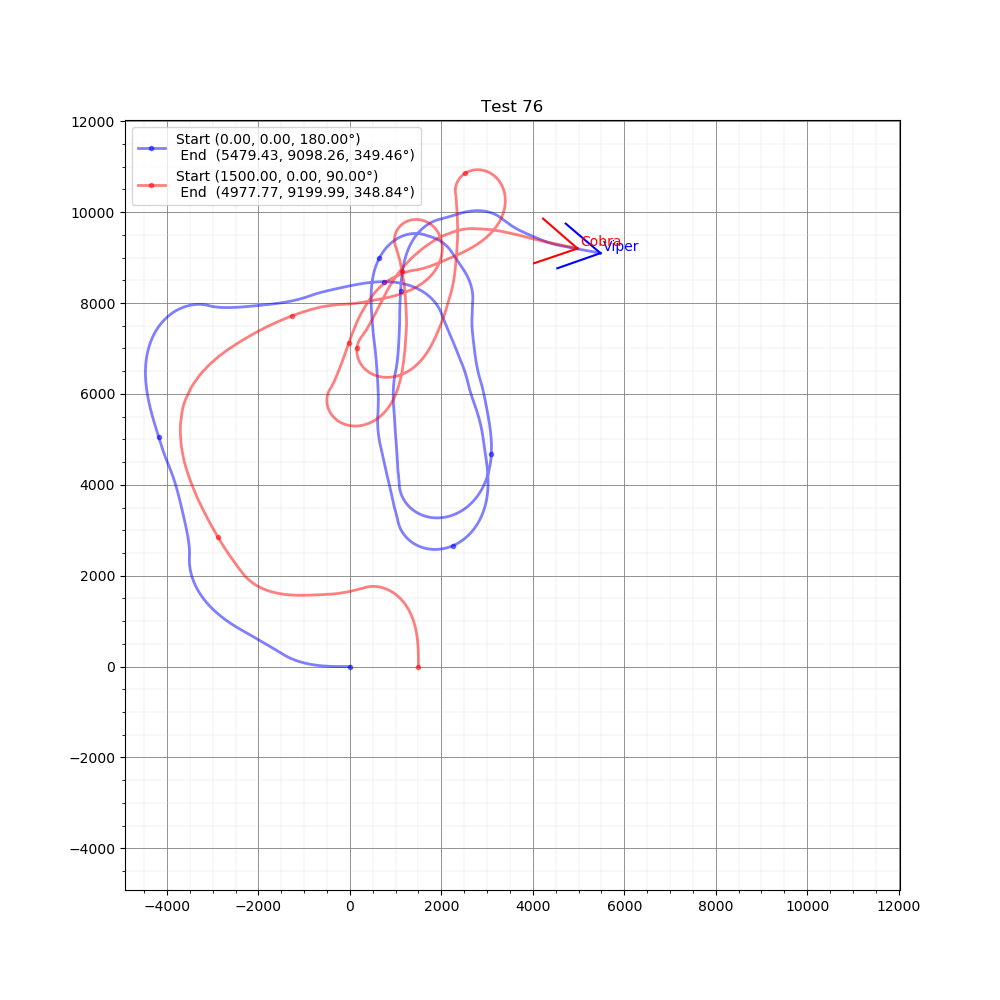 Test 76
Start (0.00, 0.00, 180.00°)
End (5479.43, 9098.26, 349.46°)
Start (1500.00, 0.00, 90.00°)
End (4977.77, 9199.99, 348.84°)
Cobra
Viper
12000
10000
8000
6000
4000
2000
0
−2000
−4000
−4000 −2000 0 2000 4000 6000 8000 10000 12000